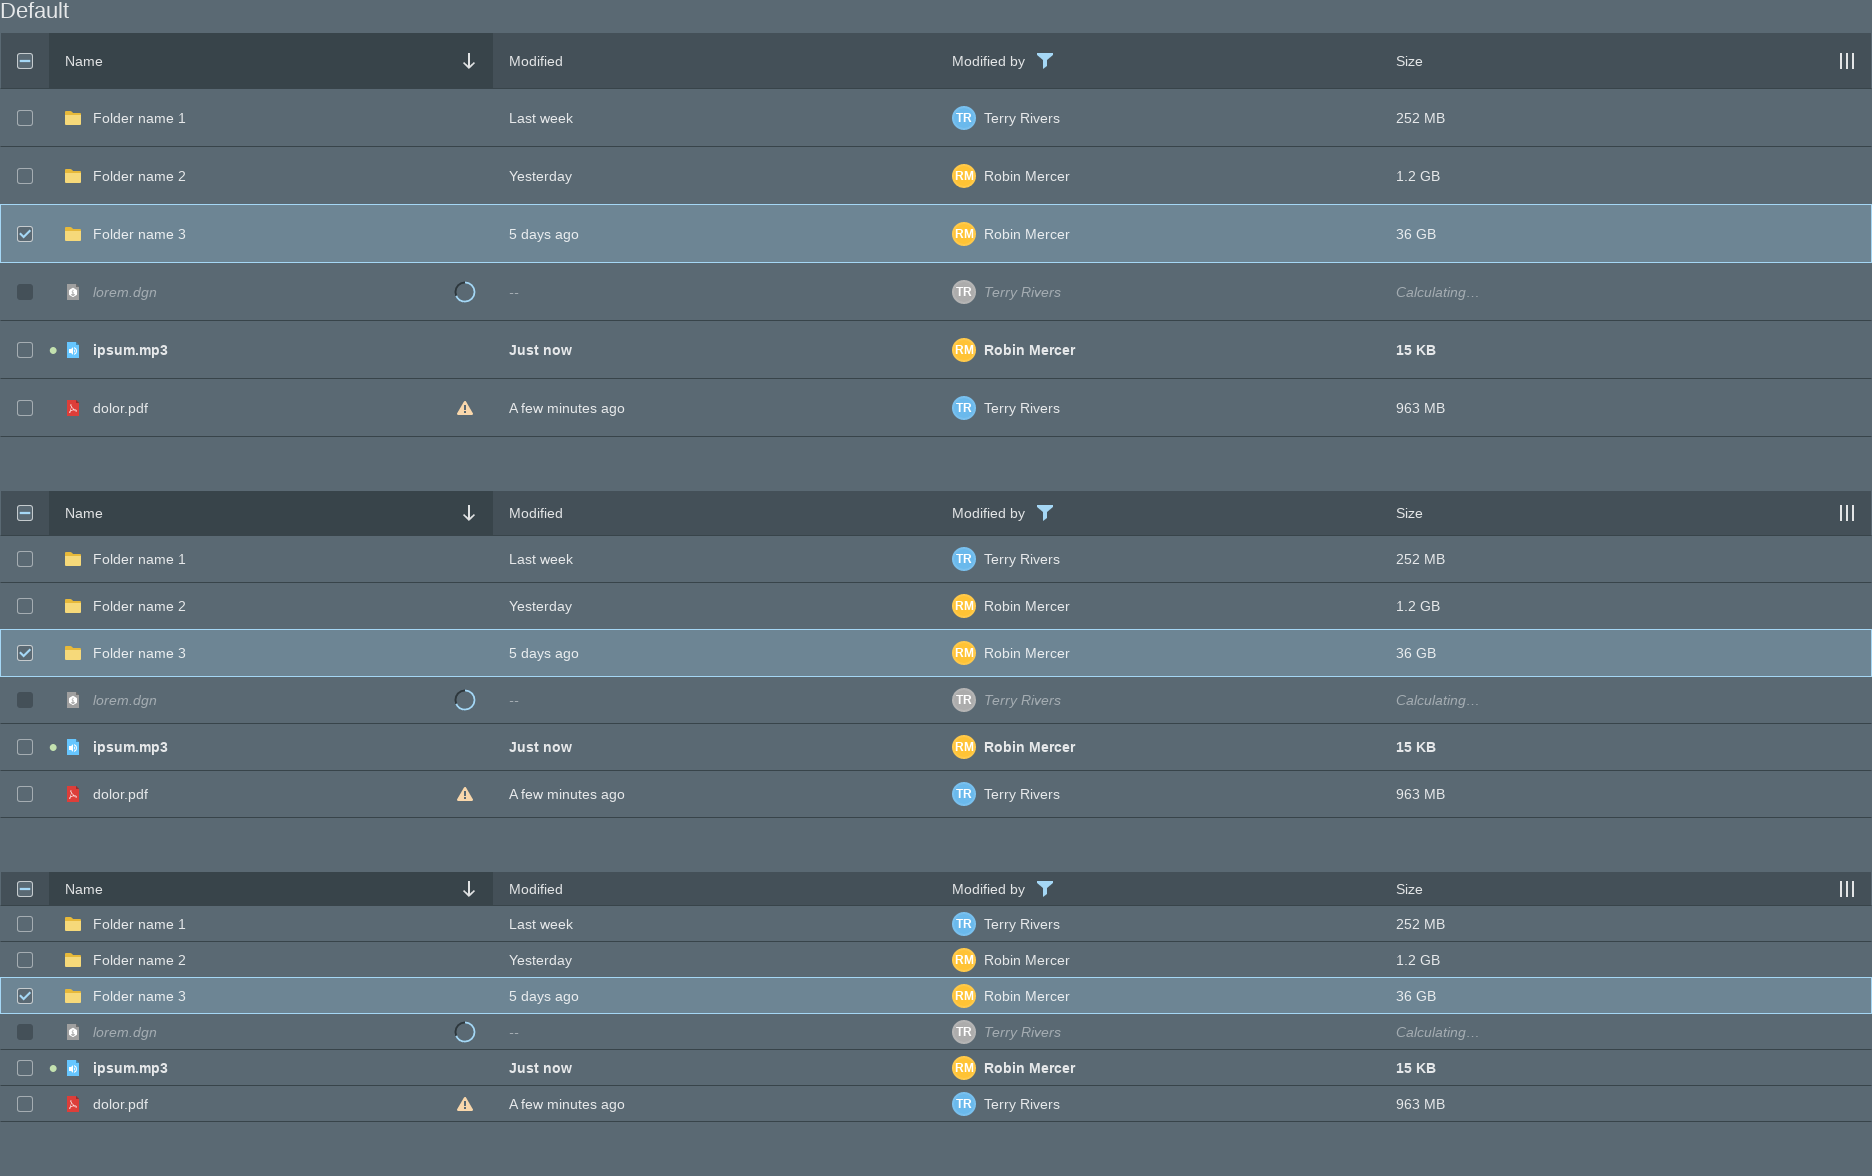 Default
Name Modified Modified by Size
Folder name 1 Last week TR Terry Rivers 252 MB
Folder name 2 Yesterday RM Robin Mercer 1.2 GB
Folder name 3 5 days ago RM Robin Mercer 36 GB
lorem.dgn -- TR Terry Rivers Calculating…
ipsum.mp3 Just now RM Robin Mercer 15 KB
dolor.pdf A few minutes ago TR Terry Rivers 963 MB
Name Modified Modified by Size
Folder name 1 Last week TR Terry Rivers 252 MB
Folder name 2 Yesterday RM Robin Mercer 1.2 GB
Folder name 3 5 days ago RM Robin Mercer 36 GB
lorem.dgn -- TR Terry Rivers Calculating…
ipsum.mp3 Just now RM Robin Mercer 15 KB
dolor.pdf A few minutes ago TR Terry Rivers 963 MB
Name Modified Modified by Size
Folder name 1 Last week TR Terry Rivers 252 MB
Folder name 2 Yesterday RM Robin Mercer 1.2 GB
Folder name 3 5 days ago RM Robin Mercer 36 GB
lorem.dgn -- TR Terry Rivers Calculating…
ipsum.mp3 Just now RM Robin Mercer 15 KB
dolor.pdf A few minutes ago TR Terry Rivers 963 MB